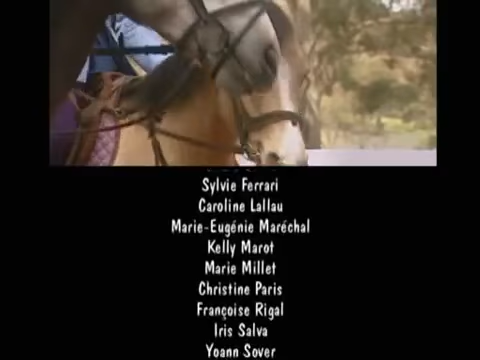 Sylvie Ferrari
Caroline Lallau
Marie-Eugénie Maréchal
Kelly Marot
Marie Millet
Christine Paris
Françoise Rigal
Iris Salva
Yoann Sover